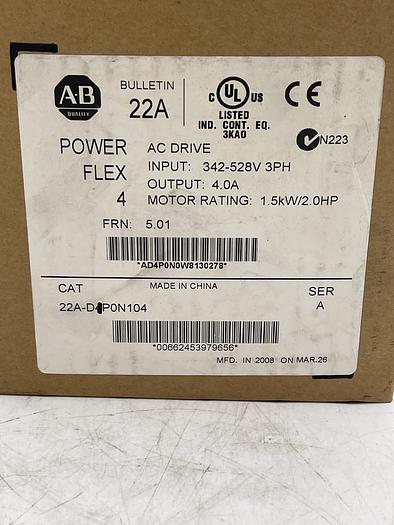 A-B
QUALITY
BULLETIN
22A
C UL US
LISTED
IND. CONT. EQ.
3KA0
CE
N223
POWER
FLEX
4
AC DRIVE
INPUT: 342-528V 3PH
OUTPUT: 4.0A
MOTOR RATING: 1.5kW/2.0HP
FRN: 5.01
*AD4P0N0W8130278*
CAT
MADE IN CHINA
SER
22A-D4P0N104
A
*00662453979656*
MFD. IN 2008 ON MAR.26